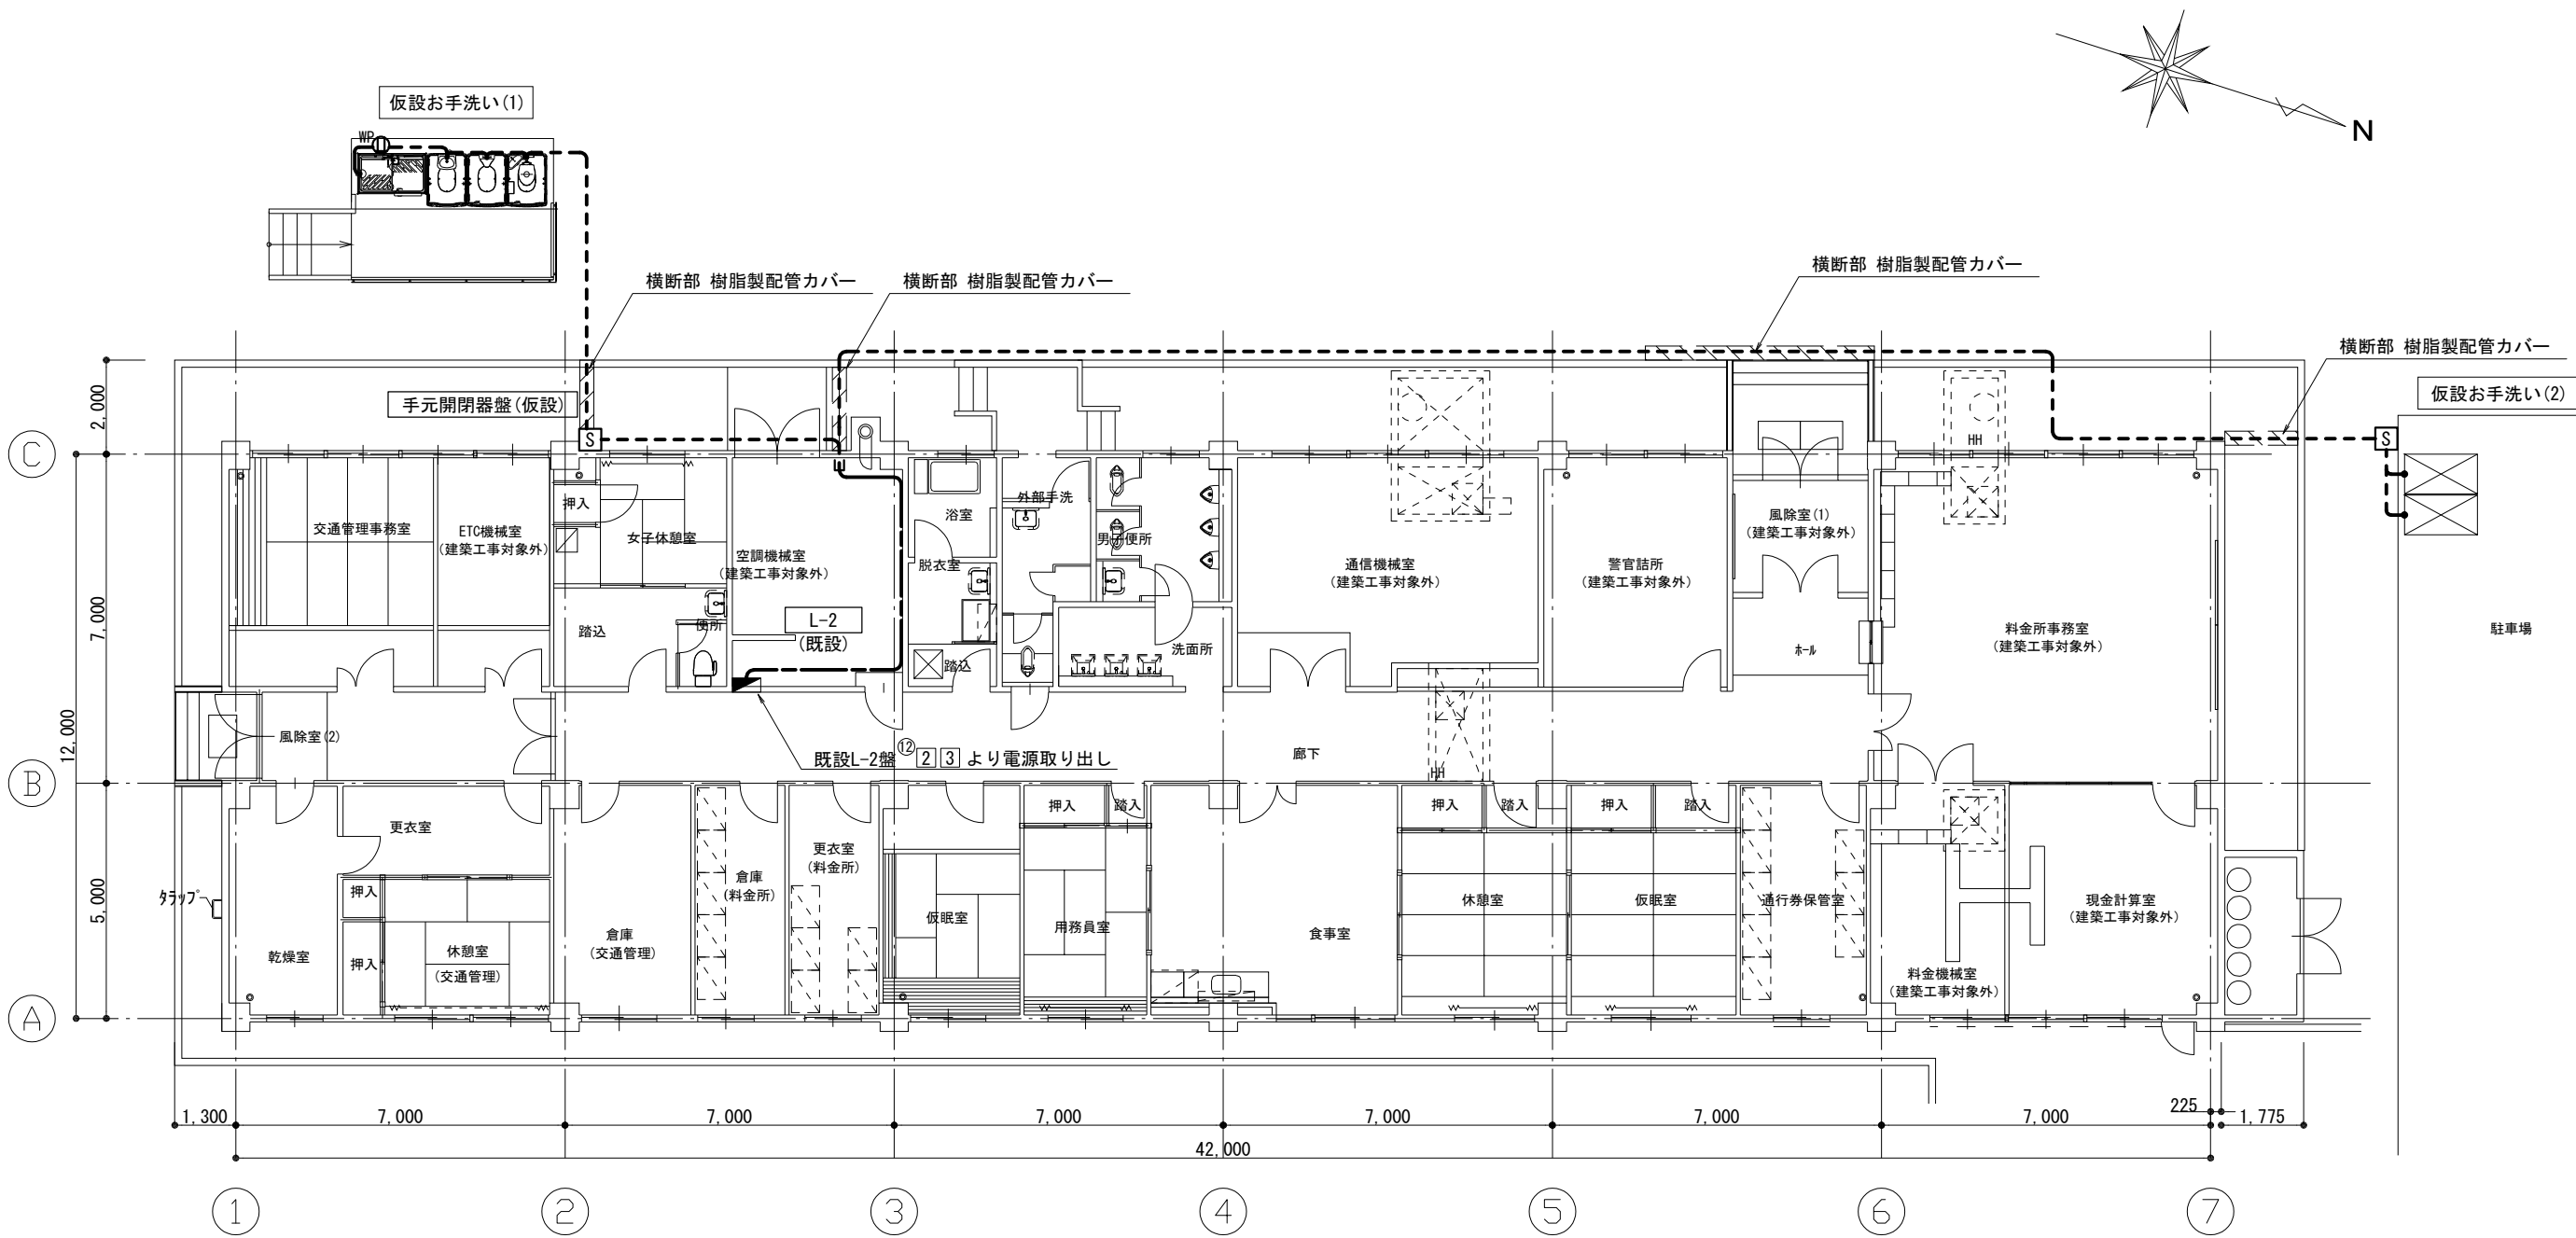 仮設お手洗い(1)
WP
N
横断部 樹脂製配管カバー
横断部 樹脂製配管カバー
横断部 樹脂製配管カバー
横断部 樹脂製配管カバー
仮設お手洗い(2)
手元開閉器盤(仮設)
S
S
2,000
C
HH
交通管理事務室
ETC機械室
(建築工事対象外)
押入
女子休憩室
空調機械室
(建築工事対象外)
浴室
脱衣室
外部手洗
男子便所
通信機械室
(建築工事対象外)
警官詰所
(建築工事対象外)
風除室(1)
(建築工事対象外)
7,000
踏込
便所
L-2
(既設)
踏込
洗面所
ホール
料金所事務室
(建築工事対象外)
駐車場
12,000
風除室(2)
既設L-2盤 ⑫ 2 3 より電源取り出し
廊下
HH
B
更衣室
押入
踏入
押入
踏入
押入
踏入
タラップ
5,000
押入
押入
乾燥室
休憩室
(交通管理)
倉庫
(交通管理)
倉庫
(料金所)
更衣室
(料金所)
仮眠室
用務員室
食事室
休憩室
仮眠室
通行券保管室
料金機械室
(建築工事対象外)
現金計算室
(建築工事対象外)
A
1,300
7,000
7,000
7,000
7,000
7,000
7,000
225
1,775
42,000
1
2
3
4
5
6
7